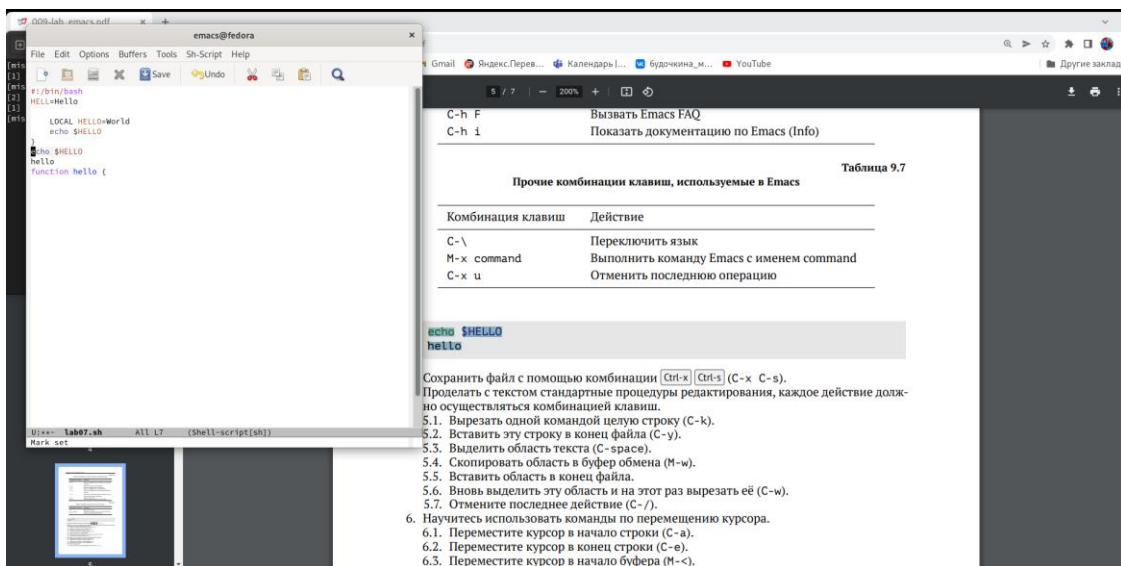 009-lab_emacs.pdf
emacs@fedora
File Edit Options Buffers Tools Sh-Script Help
Save Undo
#!/bin/bash
HELL=Hello
LOCAL HELLO=World
echo $HELLO
}
echo $HELLO
hello
function hello {
U:**- lab07.sh All L7 (Shell-script[sh])
Mark set
[mis
[1]
[mis
[2]
[1]
[mis
4
5
Gmail Яндекс.Перев... Календарь |... будочкина_м... YouTube
Другие заклад
5 / 7 − 200% +
C-h F Вызвать Emacs FAQ
C-h i Показать документацию по Emacs (Info)
Таблица 9.7
Прочие комбинации клавиш, используемые в Emacs
Комбинация клавиш Действие
C-\ Переключить язык
M-x command Выполнить команду Emacs с именем command
C-x u Отменить последнюю операцию
echo $HELLO
hello
Сохранить файл с помощью комбинации Ctrl-x Ctrl-s (C-x C-s).
Проделать с текстом стандартные процедуры редактирования, каждое действие долж-
но осуществляться комбинацией клавиш.
5.1. Вырезать одной командой целую строку (C-k).
5.2. Вставить эту строку в конец файла (C-y).
5.3. Выделить область текста (C-space).
5.4. Скопировать область в буфер обмена (M-w).
5.5. Вставить область в конец файла.
5.6. Вновь выделить эту область и на этот раз вырезать её (C-w).
5.7. Отмените последнее действие (C-/).
6. Научитесь использовать команды по перемещению курсора.
6.1. Переместите курсор в начало строки (C-a).
6.2. Переместите курсор в конец строки (C-e).
6.3. Переместите курсор в начало буфера (M-<).